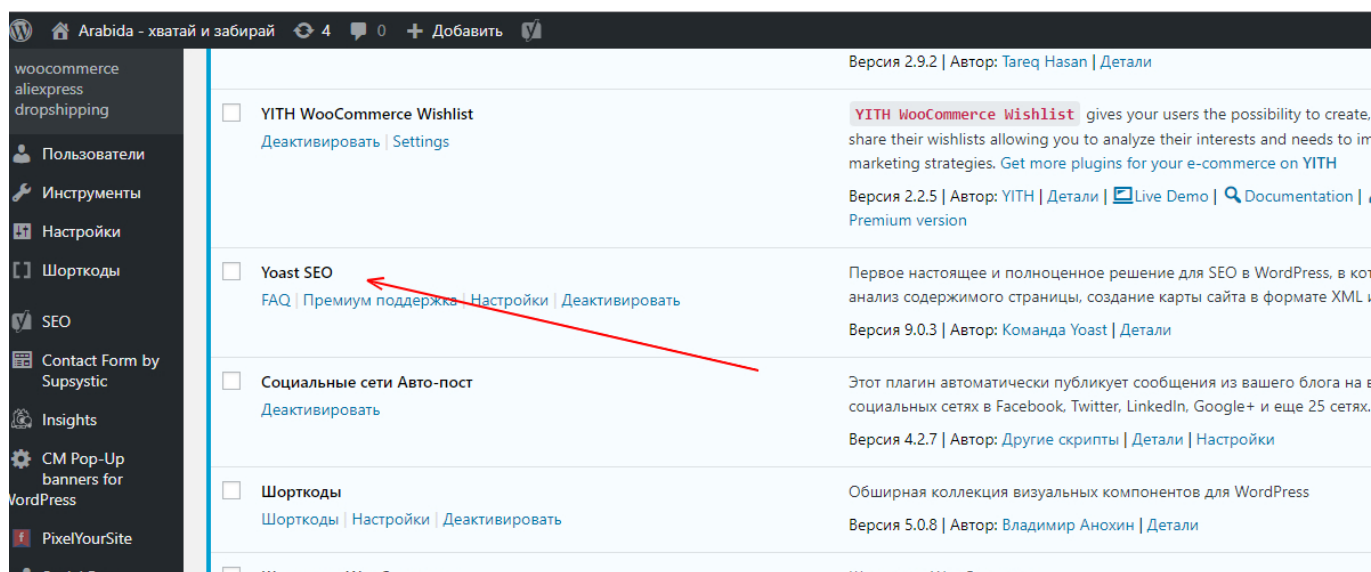 Arabida - хватай и забирай 4 0 + Добавить
woocommerce
aliexpress
dropshipping
Пользователи
Инструменты
Настройки
[ ] Шорткоды
SEO
Contact Form by
Supsystic
Insights
CM Pop-Up
banners for
WordPress
PixelYourSite
Версия 2.9.2 | Автор: Tareq Hasan | Детали
YITH WooCommerce Wishlist
Деактивировать | Settings
YITH WooCommerce Wishlist gives your users the possibility to create,
share their wishlists allowing you to analyze their interests and needs to im
marketing strategies. Get more plugins for your e-commerce on YITH
Версия 2.2.5 | Автор: YITH | Детали | Live Demo | Documentation |
Premium version
Yoast SEO
FAQ | Премиум поддержка | Настройки | Деактивировать
Первое настоящее и полноценное решение для SEO в WordPress, в кот
анализ содержимого страницы, создание карты сайта в формате XML и
Версия 9.0.3 | Автор: Команда Yoast | Детали
Социальные сети Авто-пост
Деактивировать
Этот плагин автоматически публикует сообщения из вашего блога на в
социальных сетях в Facebook, Twitter, LinkedIn, Google+ и еще 25 сетях.
Версия 4.2.7 | Автор: Другие скрипты | Детали | Настройки
Шорткоды
Шорткоды | Настройки | Деактивировать
Обширная коллекция визуальных компонентов для WordPress
Версия 5.0.8 | Автор: Владимир Анохин | Детали